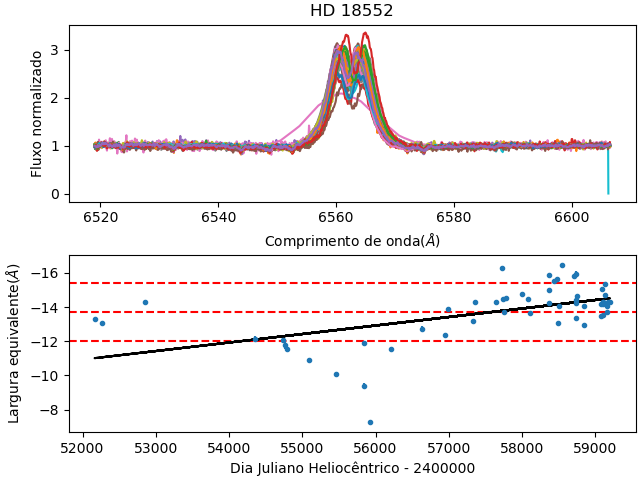 HD 18552
Fluxo normalizado
3
2
1
0
6520 6540 6560 6580 6600
Comprimento de onda(Å)
Largura equivalente(Å)
−16
−14
−12
−10
−8
52000 53000 54000 55000 56000 57000 58000 59000
Dia Juliano Heliocêntrico - 2400000